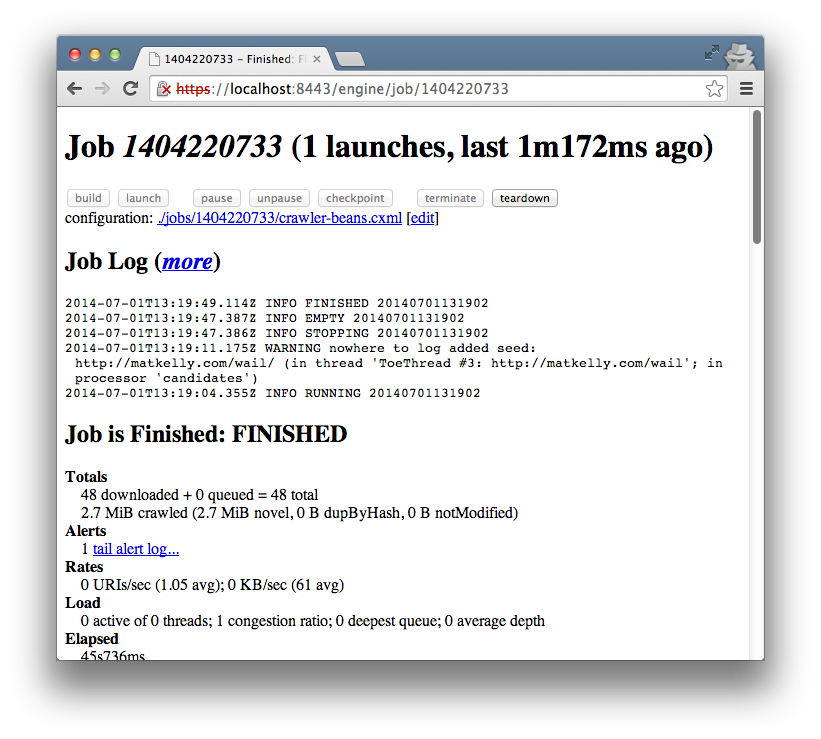 1404220733 – Finished: FI
https://localhost:8443/engine/job/1404220733
Job 1404220733 (1 launches, last 1m172ms ago)
build launch pause unpause checkpoint terminate teardown
configuration: ./jobs/1404220733/crawler-beans.cxml [edit]
Job Log (more)
2014-07-01T13:19:49.114Z INFO FINISHED 20140701131902
2014-07-01T13:19:47.387Z INFO EMPTY 20140701131902
2014-07-01T13:19:47.386Z INFO STOPPING 20140701131902
2014-07-01T13:19:11.175Z WARNING nowhere to log added seed:
http://matkelly.com/wail/ (in thread 'ToeThread #3: http://matkelly.com/wail'; in
processor 'candidates')
2014-07-01T13:19:04.355Z INFO RUNNING 20140701131902
Job is Finished: FINISHED
Totals
48 downloaded + 0 queued = 48 total
2.7 MiB crawled (2.7 MiB novel, 0 B dupByHash, 0 B notModified)
Alerts
1 tail alert log...
Rates
0 URIs/sec (1.05 avg); 0 KB/sec (61 avg)
Load
0 active of 0 threads; 1 congestion ratio; 0 deepest queue; 0 average depth
Elapsed
45s736ms